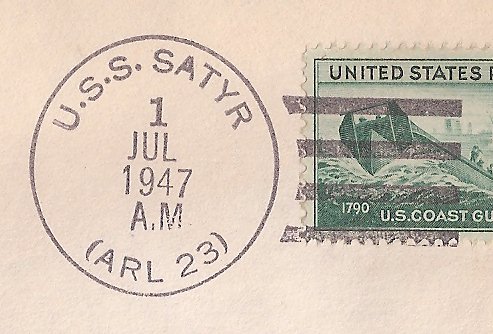 U.S.S. SATYR
1
JUL
1947
A.M
(ARL 23)
UNITED STATES
1790 U.S. COAST GU